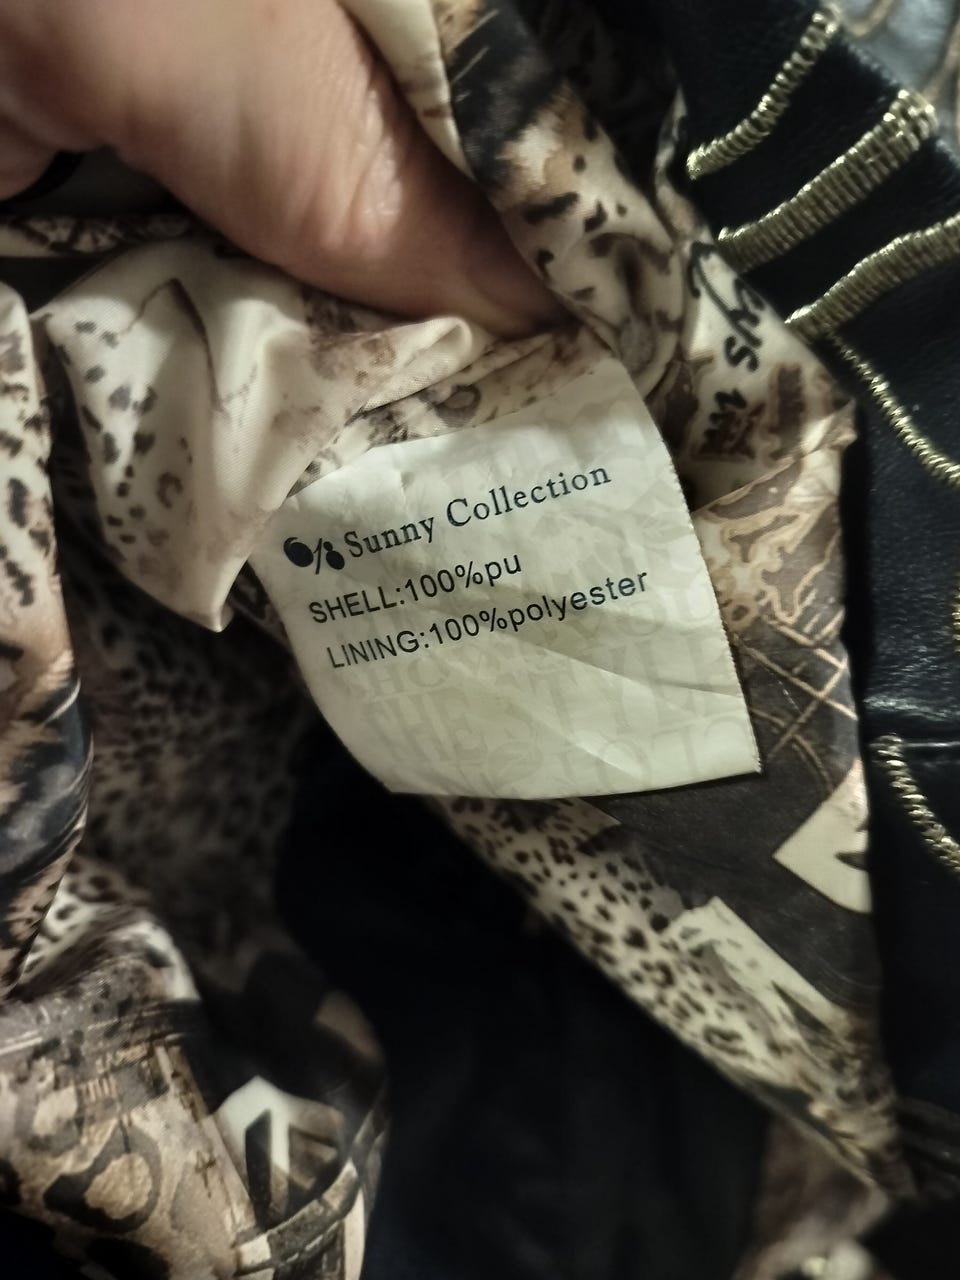 Sunny Collection
SHELL:100%pu
LINING:100%polyester